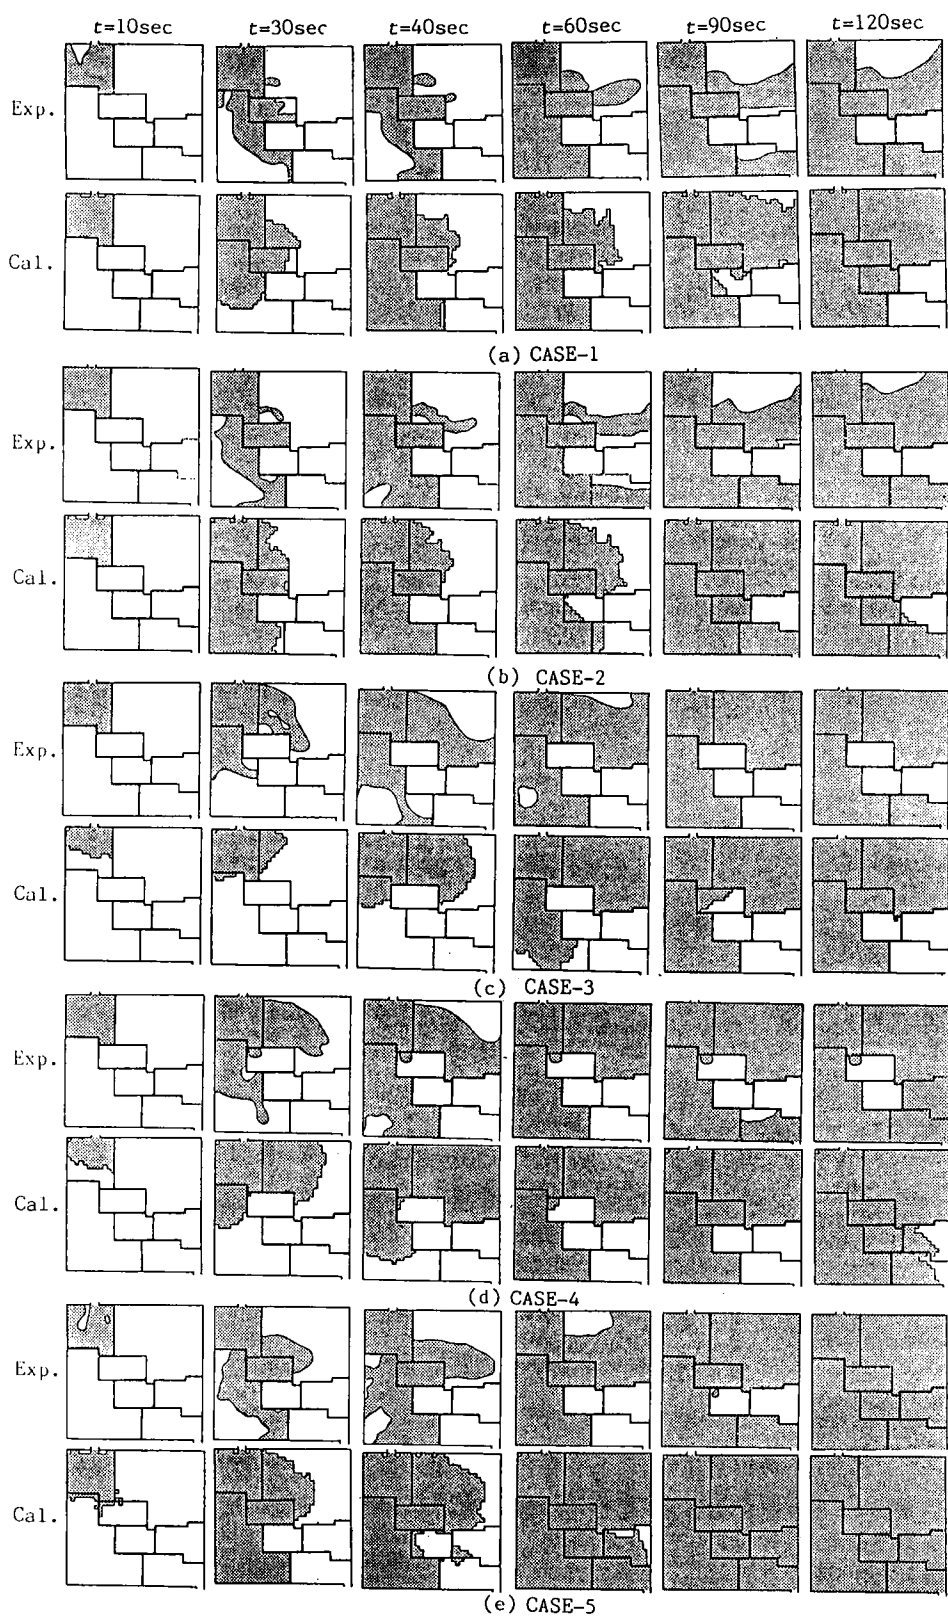 t=10sec t=30sec t=40sec t=60sec t=90sec t=120sec
Exp.
Cal.
(a) CASE-1
Exp.
Cal.
(b) CASE-2
Exp.
Cal.
(c) CASE-3
Exp.
Cal.
(d) CASE-4
Exp.
Cal.
(e) CASE-5